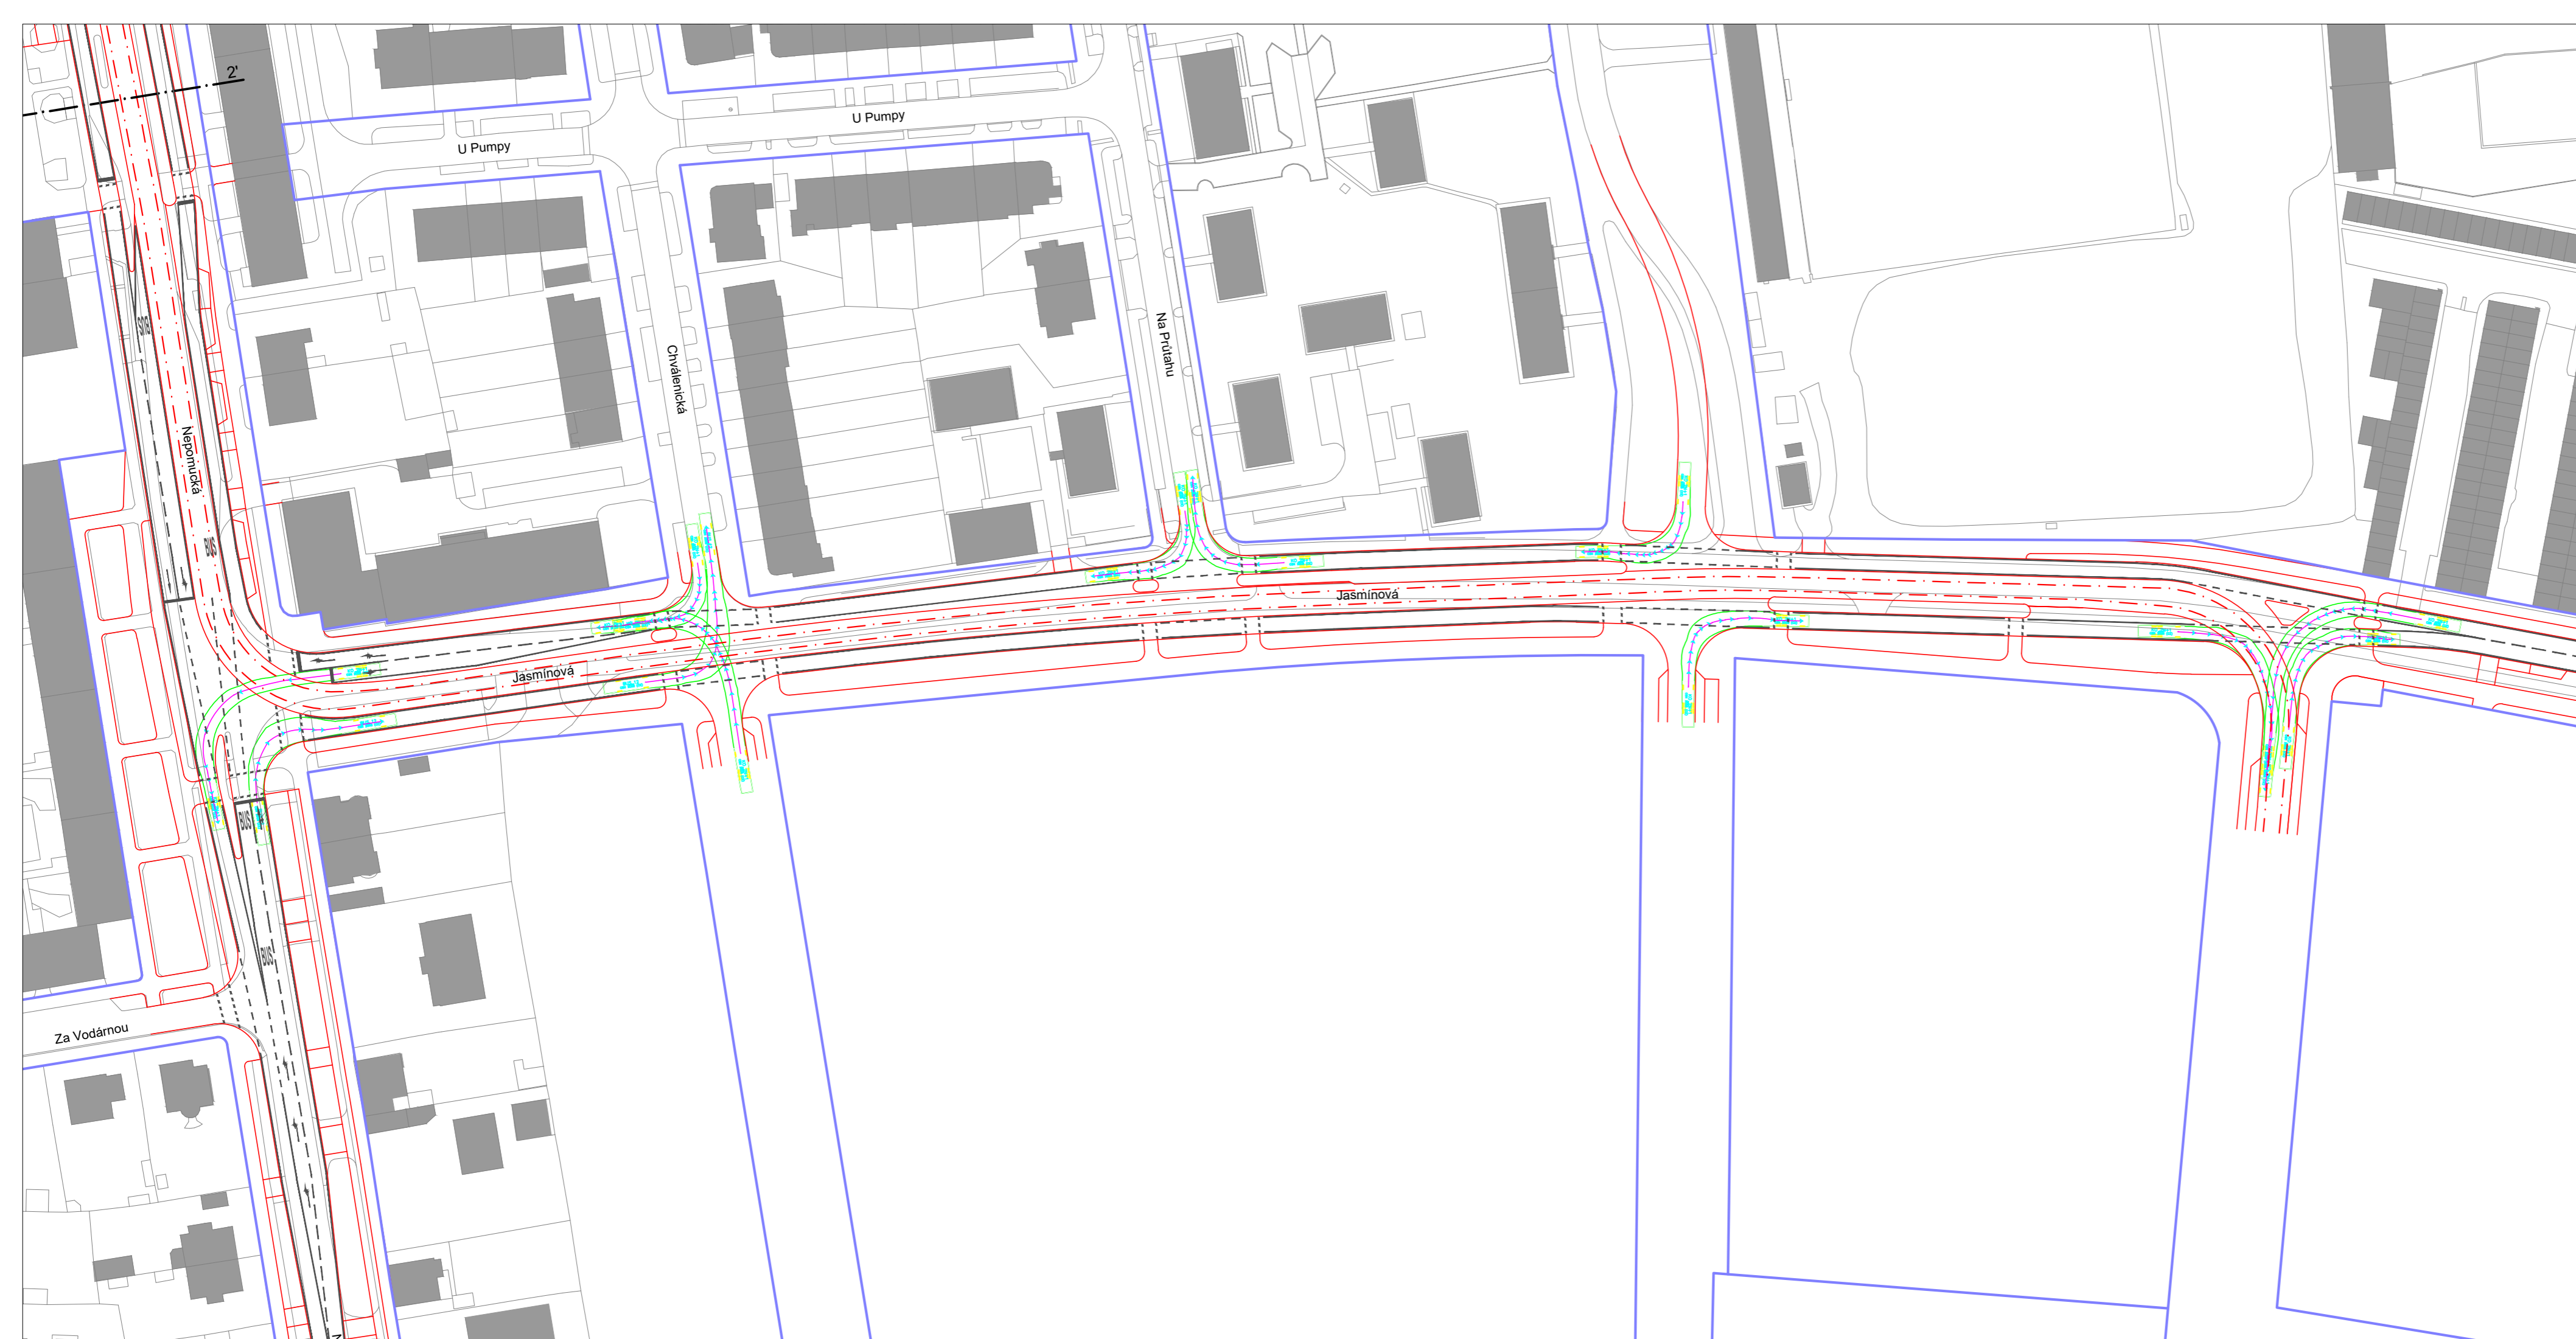 2'
U Pumpy
U Pumpy
BUS
Na Průtahu
Chválenická
Nepomucká
BUS
Jasmínová
Jasmínová
BUS
BUS
Za Vodárnou
N